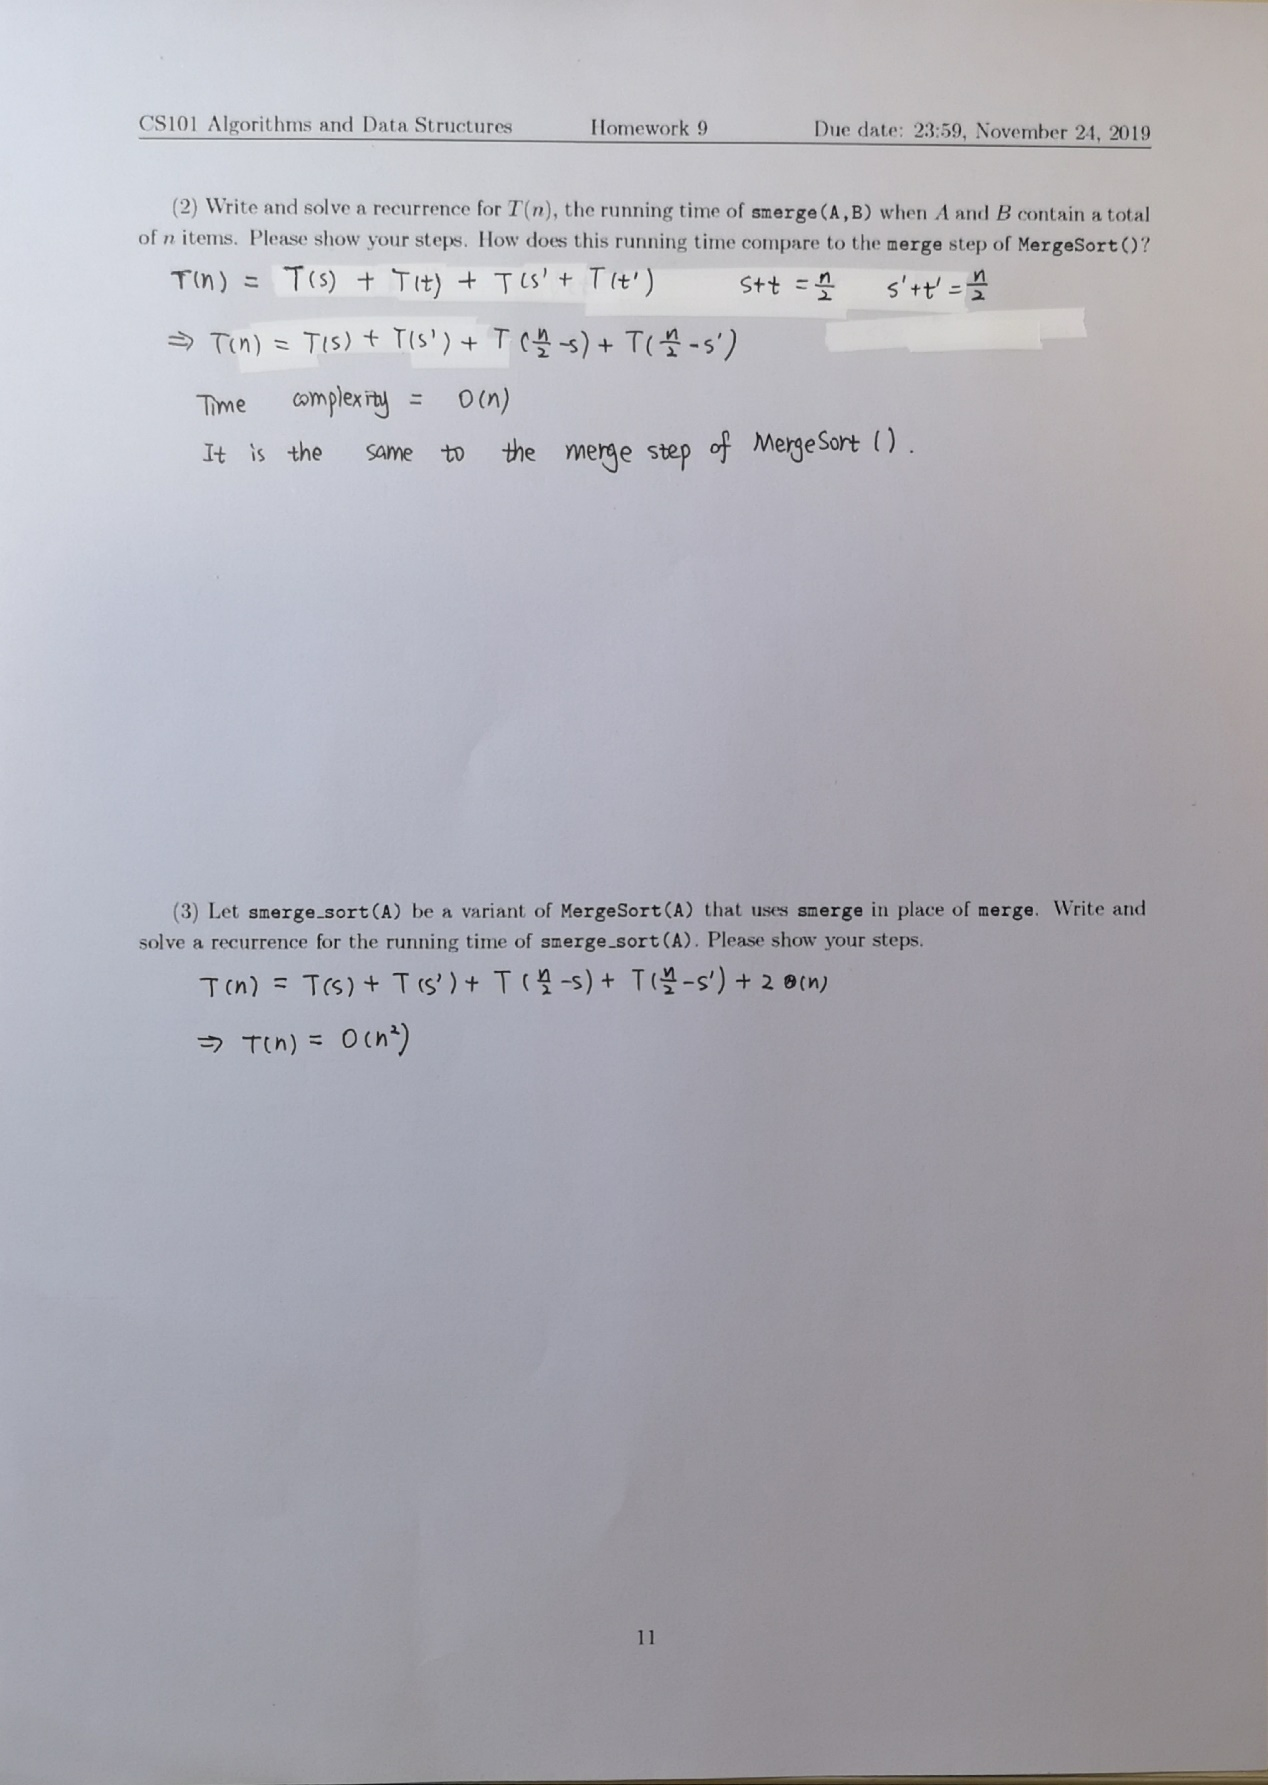 CS101 Algorithms and Data Structures Homework 9 Due date: 23:59, November 24, 2019
(2) Write and solve a recurrence for T(n), the running time of smerge(A,B) when A and B contain a total
of n items. Please show your steps. How does this running time compare to the merge step of MergeSort()?
T(n) = T(s) + T(t) + T(s' + T(t') s+t = n/2 s'+t' = n/2
⇒ T(n) = T(s) + T(s') + T(n/2 -s) + T(n/2 -s')
Time complexity = O(n)
It is the same to the merge step of MergeSort ().
(3) Let smerge_sort(A) be a variant of MergeSort(A) that uses smerge in place of merge. Write and
solve a recurrence for the running time of smerge_sort(A). Please show your steps.
T(n) = T(s) + T(s') + T(n/2 -s) + T(n/2 -s') + 2 Θ(n)
⇒ T(n) = O(n²)
11